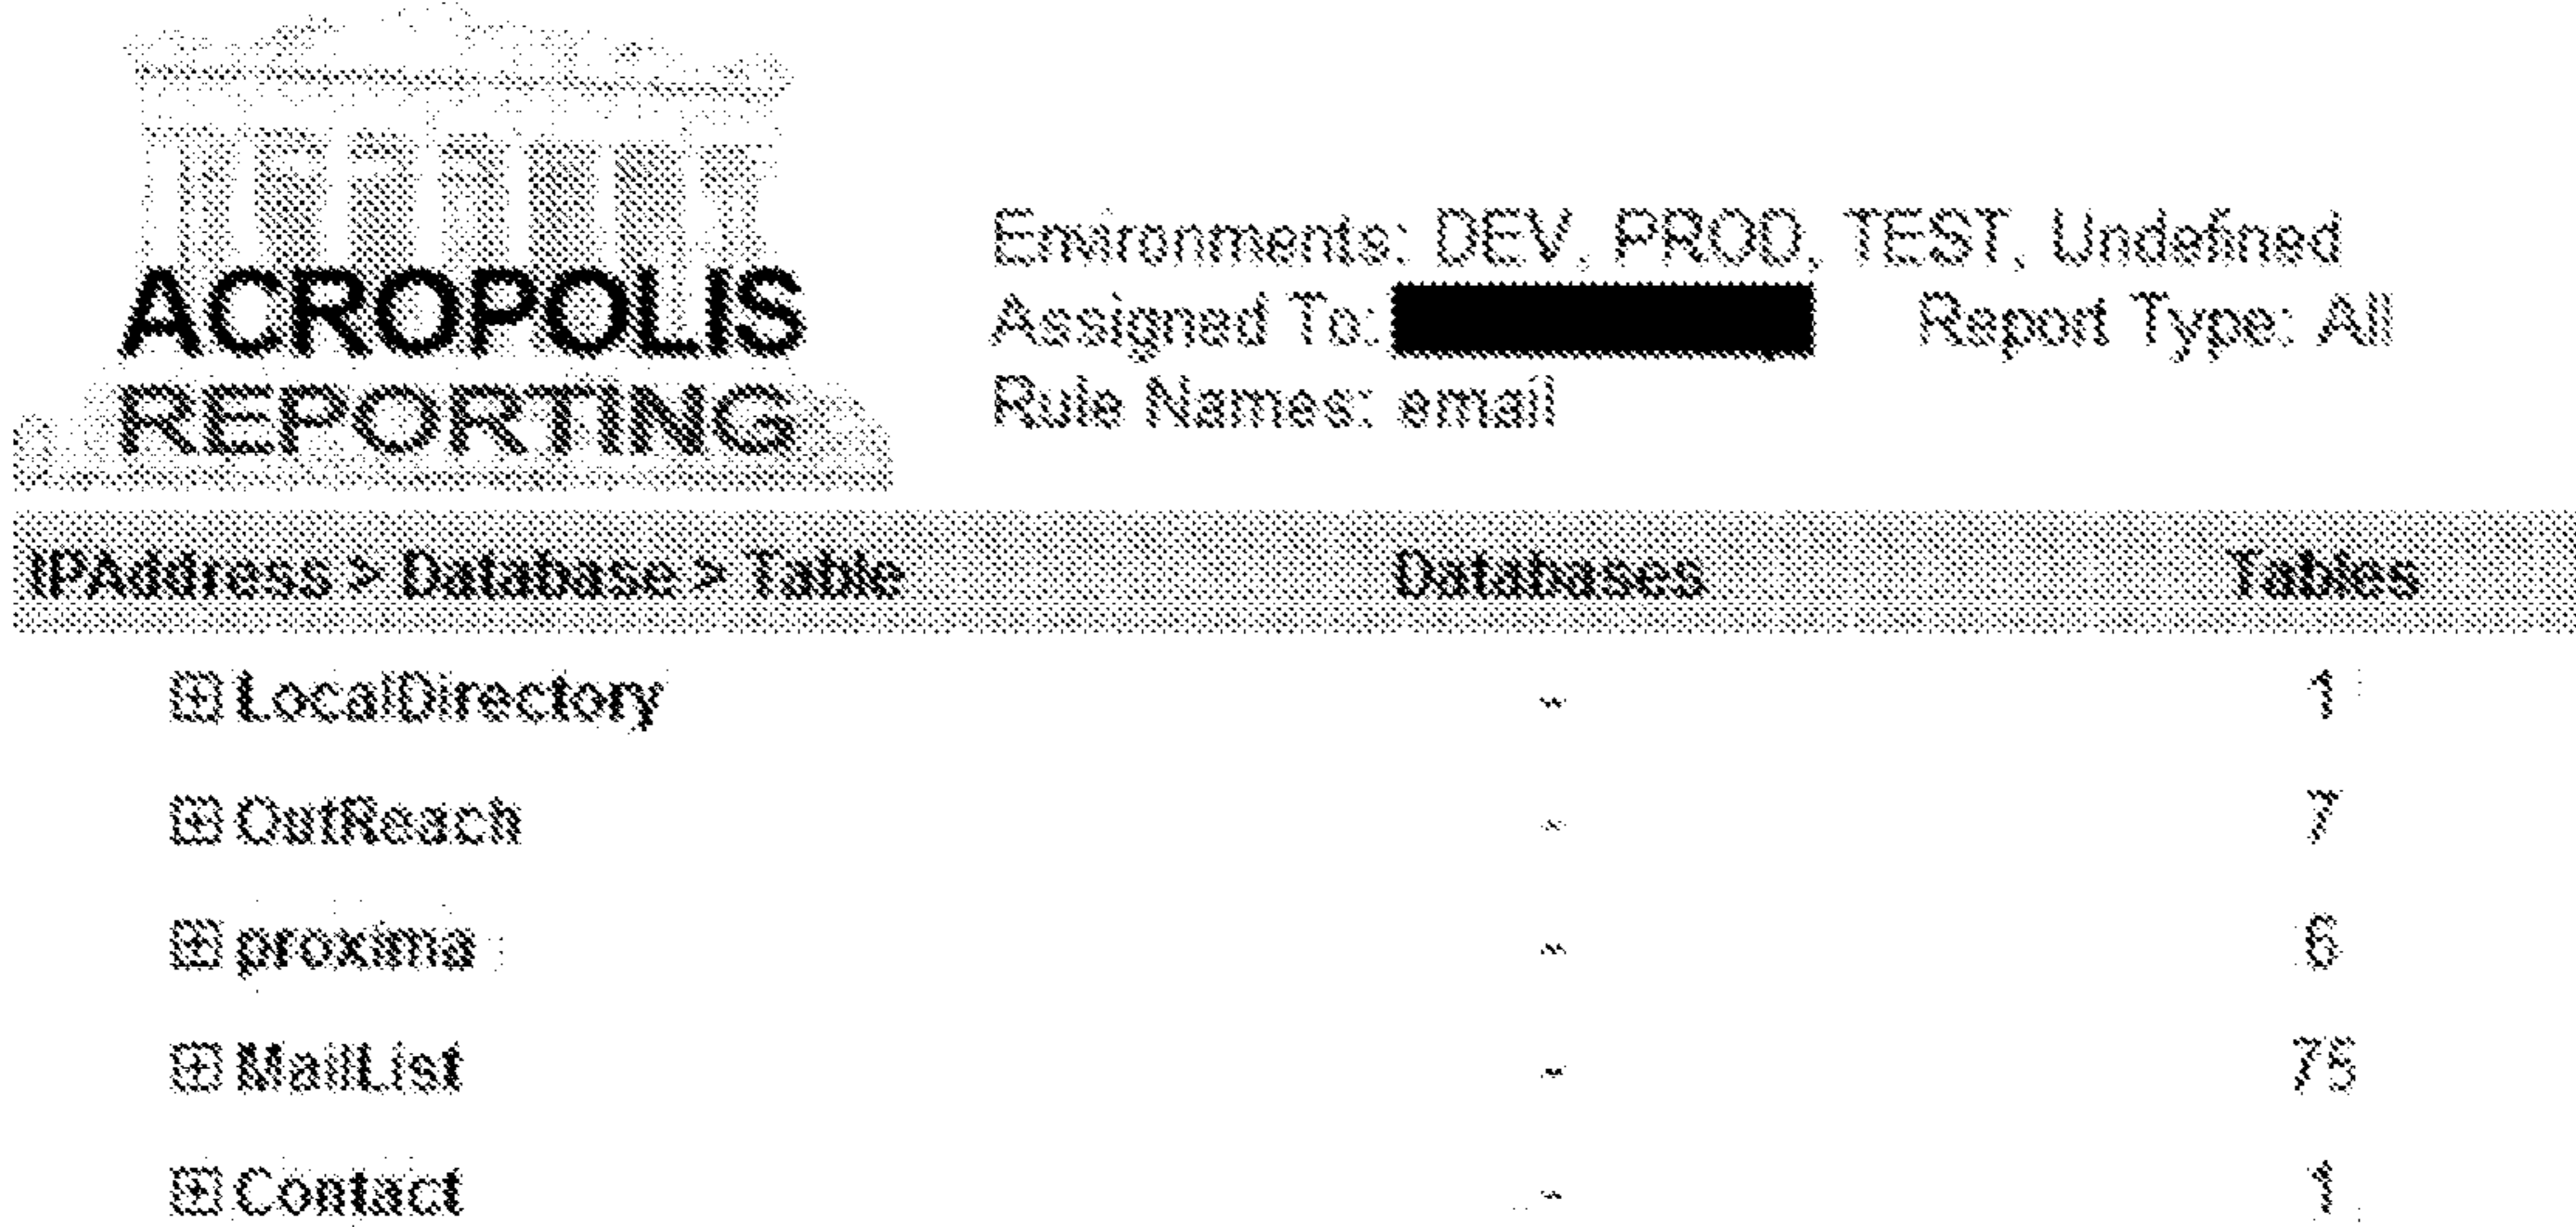 ACROPOLIS
REPORTING
Environments: DEV, PROD, TEST, Undefined
Assigned To: Report Type: All
Rule Names: email
IPAddress > Database > Table Databases Tables
LocalDirectory - 1
OutReach - 7
proxima - 6
MailList - 75
Contact - 1